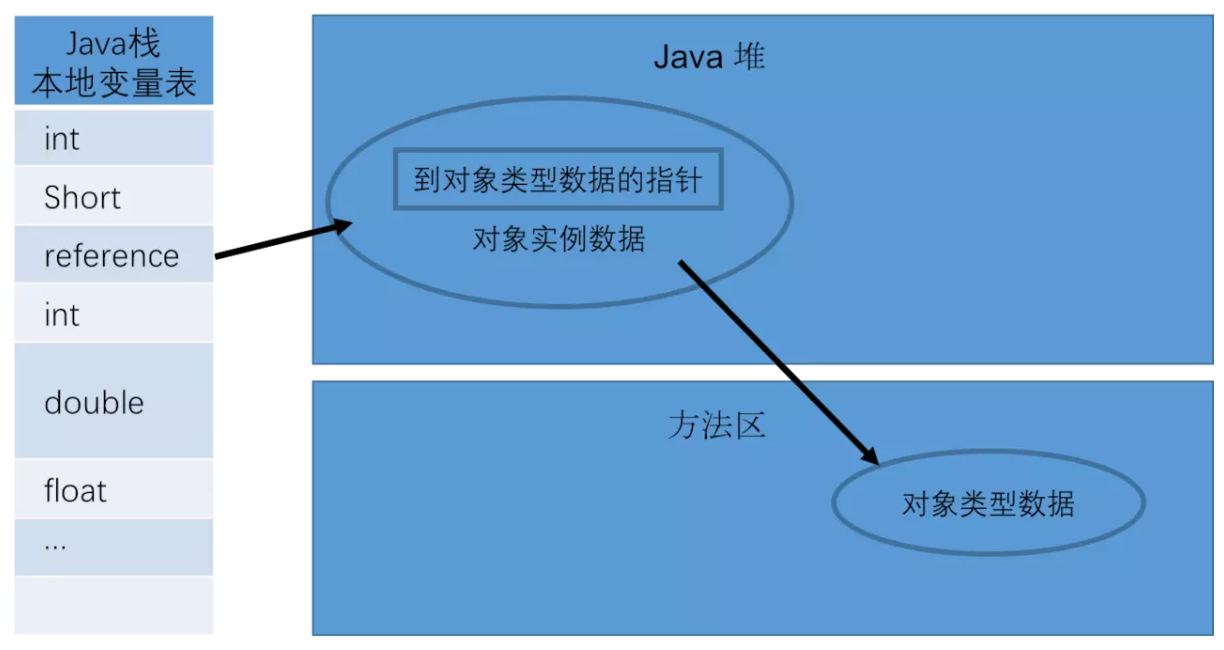 Java栈
本地变量表
int
Short
reference
int
double
float
...
Java 堆
到对象类型数据的指针
对象实例数据
方法区
对象类型数据